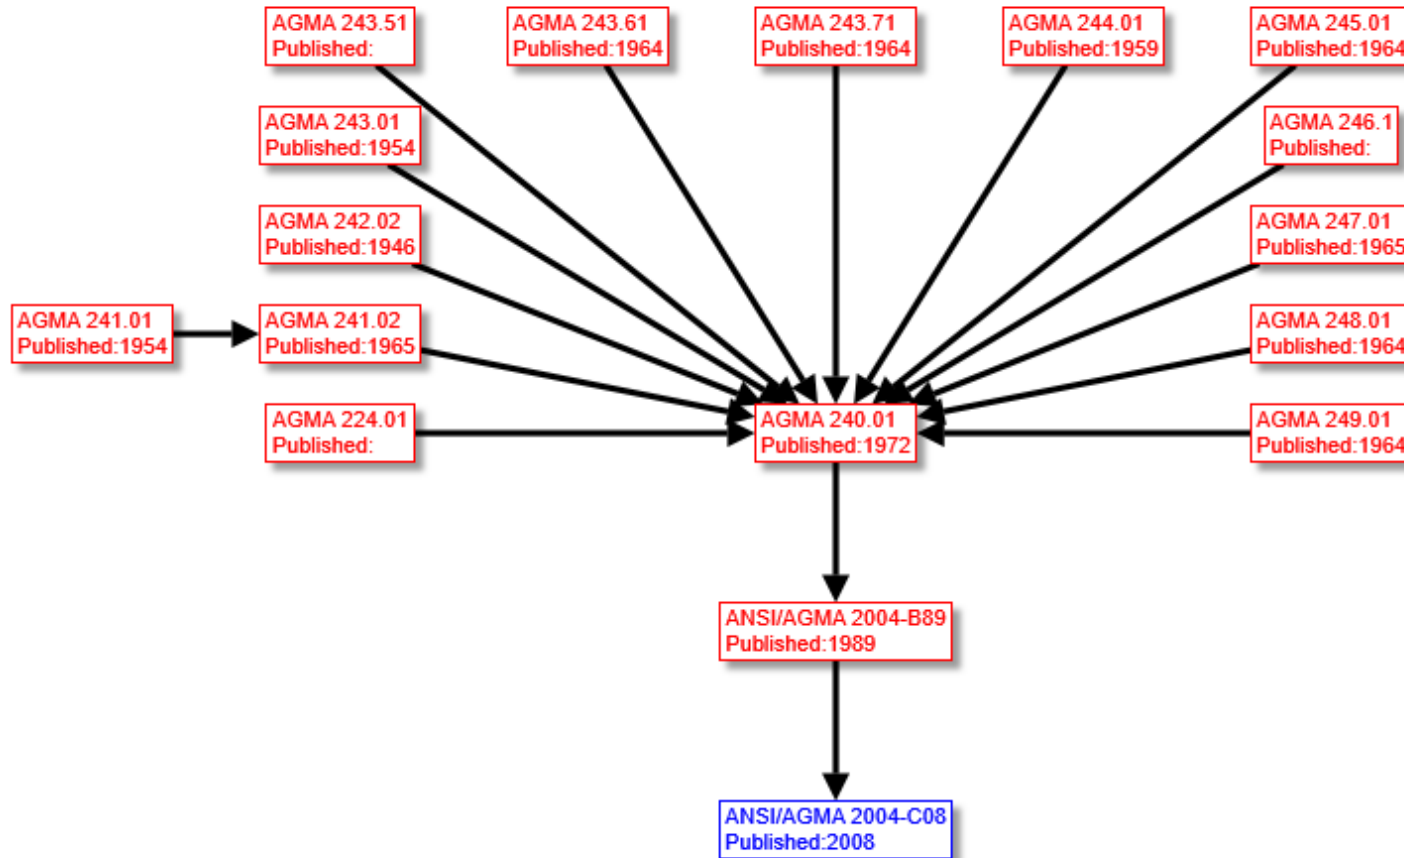 AGMA 243.51
Published:
AGMA 243.61
Published:1964
AGMA 243.71
Published:1964
AGMA 244.01
Published:1959
AGMA 245.01
Published:1964
AGMA 243.01
Published:1954
AGMA 246.1
Published:
AGMA 242.02
Published:1946
AGMA 247.01
Published:1965
AGMA 241.01
Published:1954
AGMA 241.02
Published:1965
AGMA 248.01
Published:1964
AGMA 224.01
Published:
AGMA 240.01
Published:1972
AGMA 249.01
Published:1964
ANSI/AGMA 2004-B89
Published:1989
ANSI/AGMA 2004-C08
Published:2008